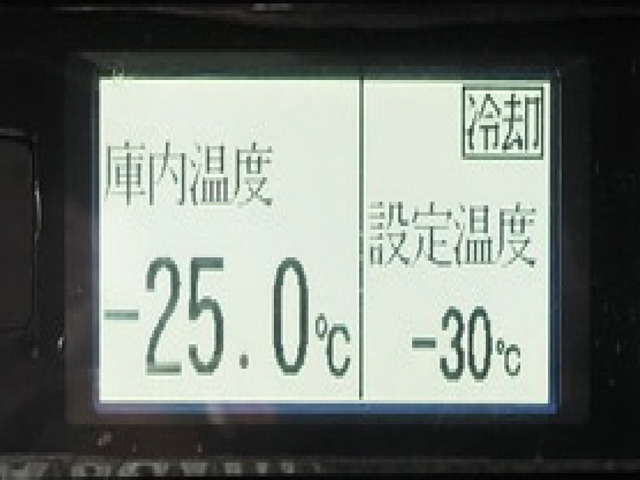 庫内温度
-25.0℃
冷却
設定温度
-30℃